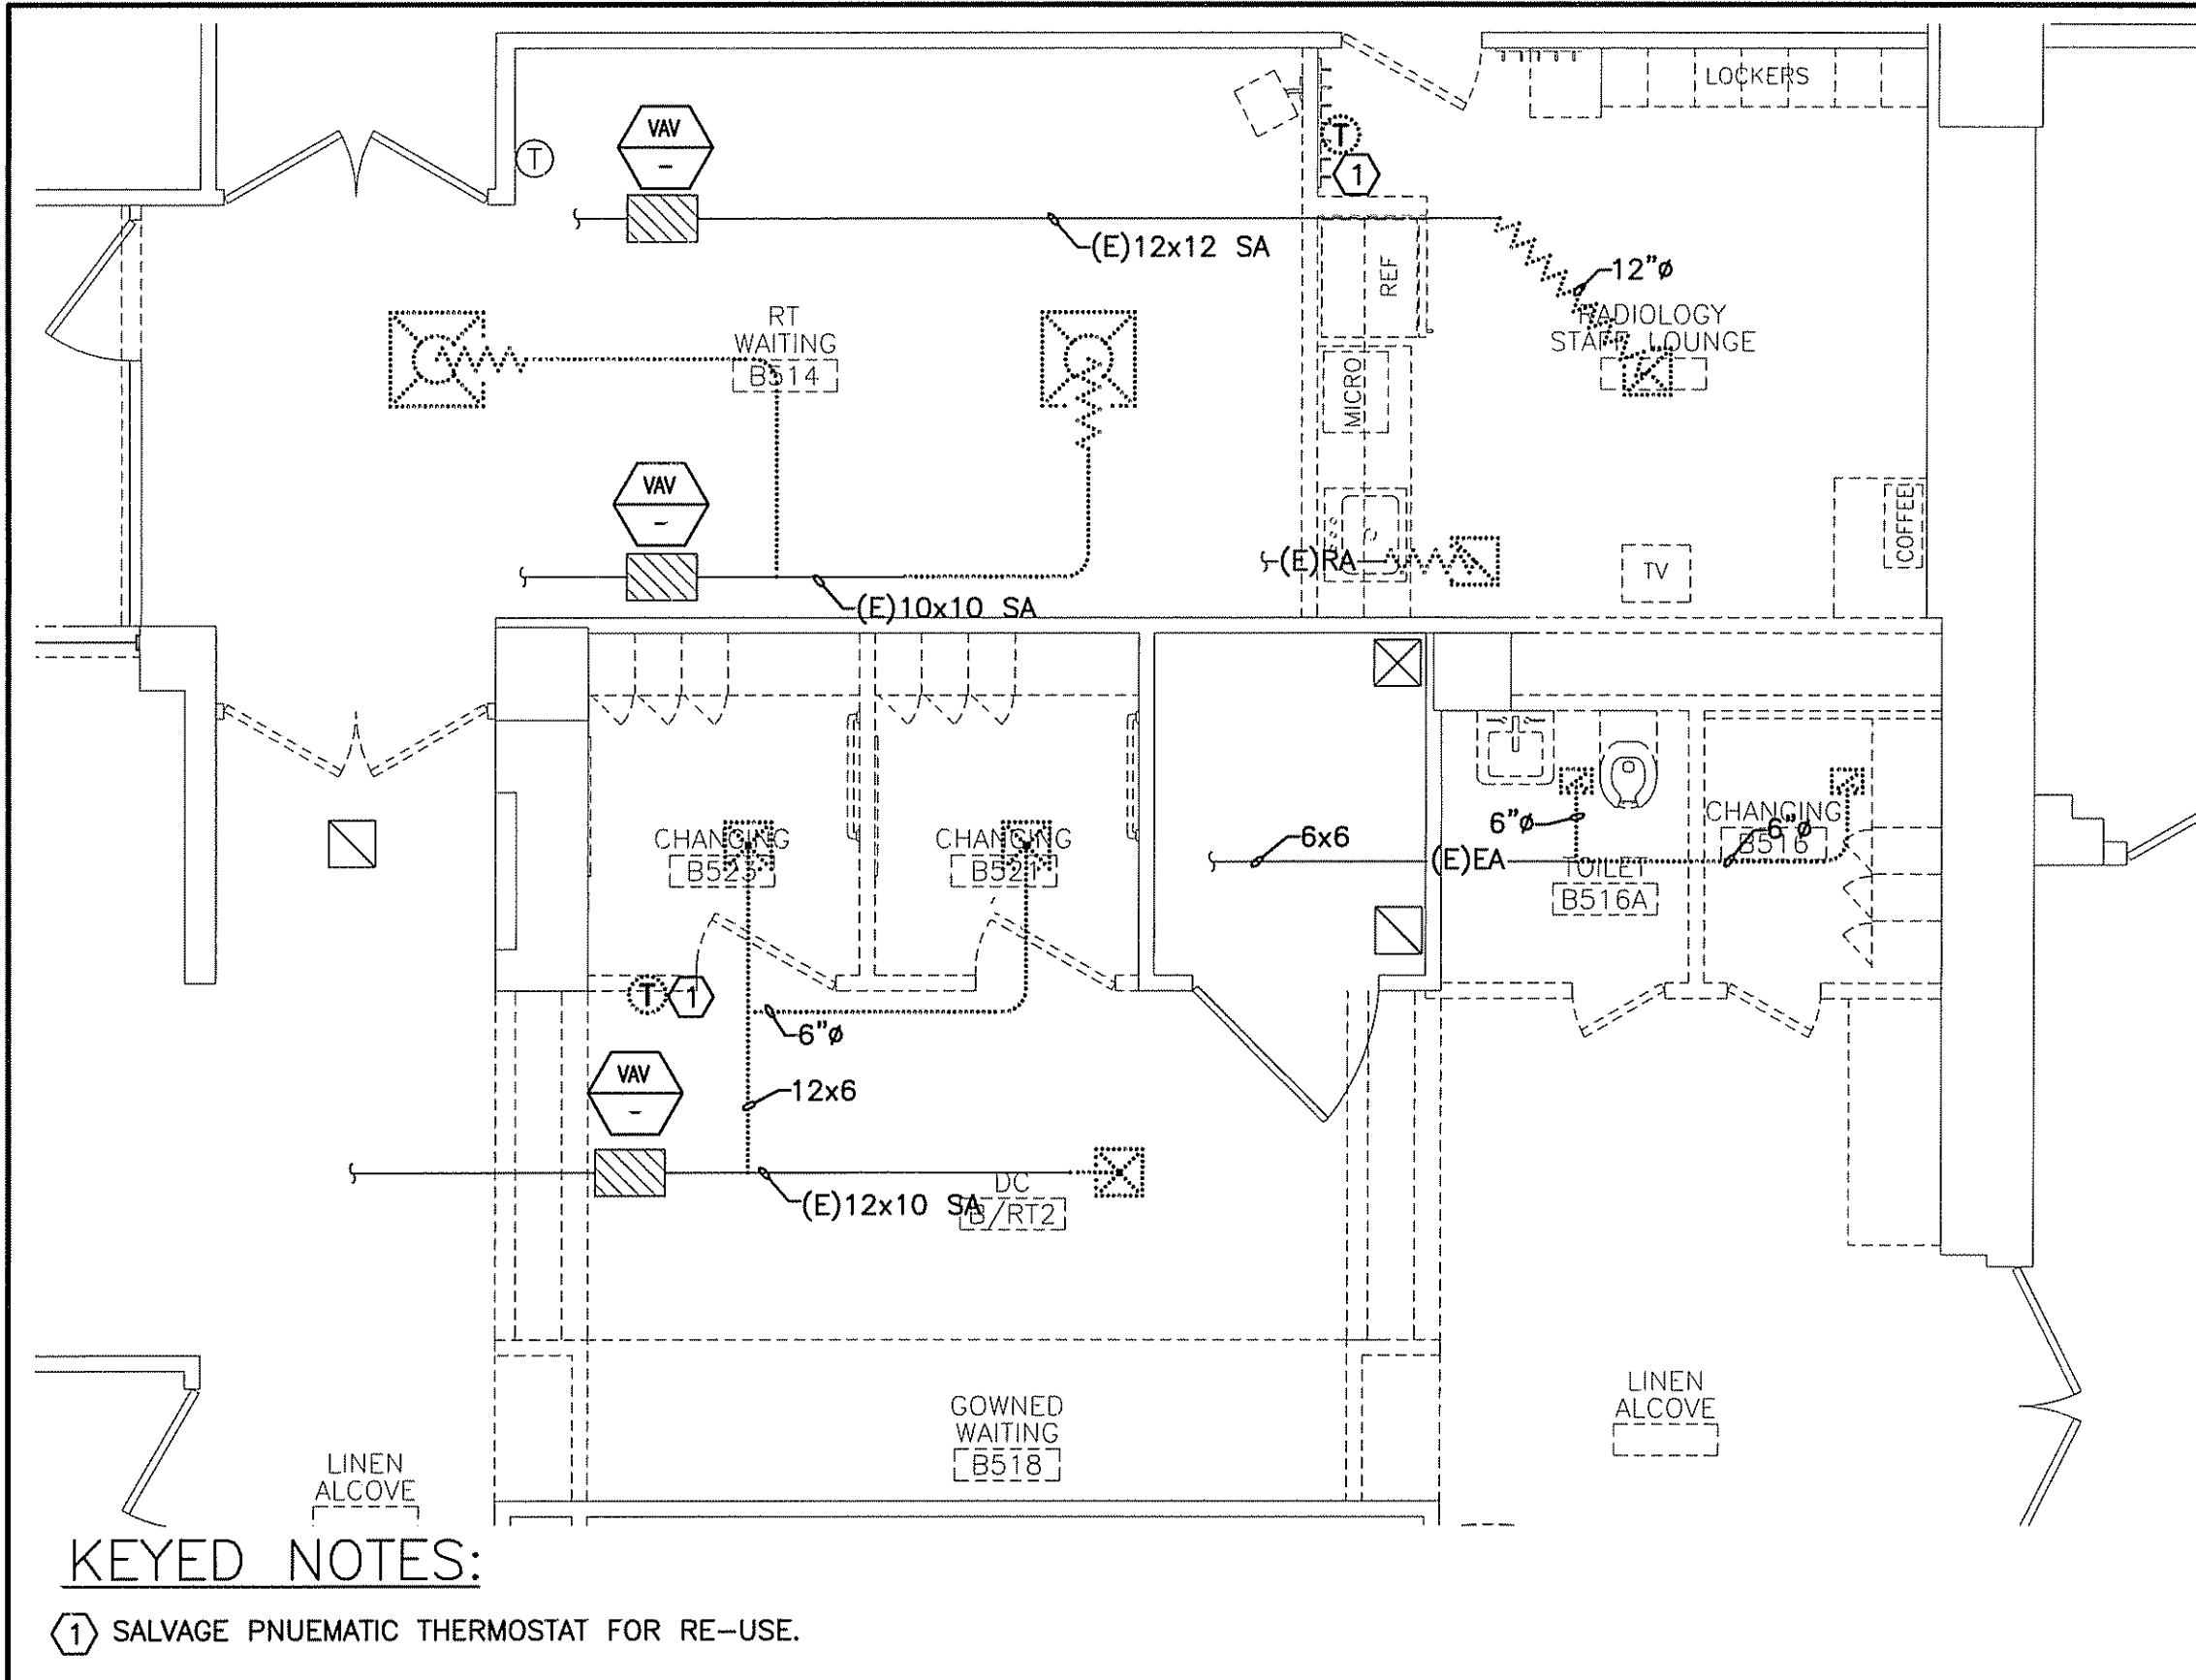 LOCKERS
VAV
-
T
T
1
(E)12x12 SA
REF
12"ø
RT
WAITING
B514
RADIOLOGY
STAFF LOUNGE
MICRO
VAV
-
COFFEE
(E)RA
TV
(E)10x10 SA
CHANGING
B523
CHANGING
B521
6x6
(E)EA
6"ø
CHANGING
B516
6"ø
TOILET
B516A
T
1
6"ø
VAV
-
12x6
(E)12x10 SA
DC
B/RT2
GOWNED
WAITING
B518
LINEN
ALCOVE
LINEN
ALCOVE
KEYED NOTES:
1 SALVAGE PNUEMATIC THERMOSTAT FOR RE-USE.